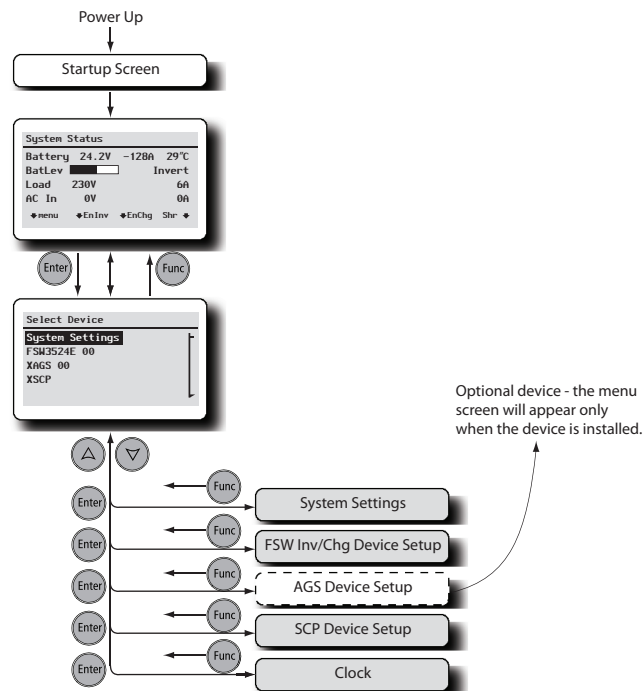 Power Up
Startup Screen
System Status
Battery 24.2V -128A 29°C
BatLev Invert
Load 230V 6A
AC In 0V 0A
menu EnInv EnChg Shr
Enter Func
Select Device
System Settings
FSW3524E 00
XAGS 00
XSCP
Optional device - the menu
screen will appear only
when the device is installed.
Func
Enter System Settings
Func
Enter FSW Inv/Chg Device Setup
Func
Enter AGS Device Setup
Func
Enter SCP Device Setup
Func
Enter Clock